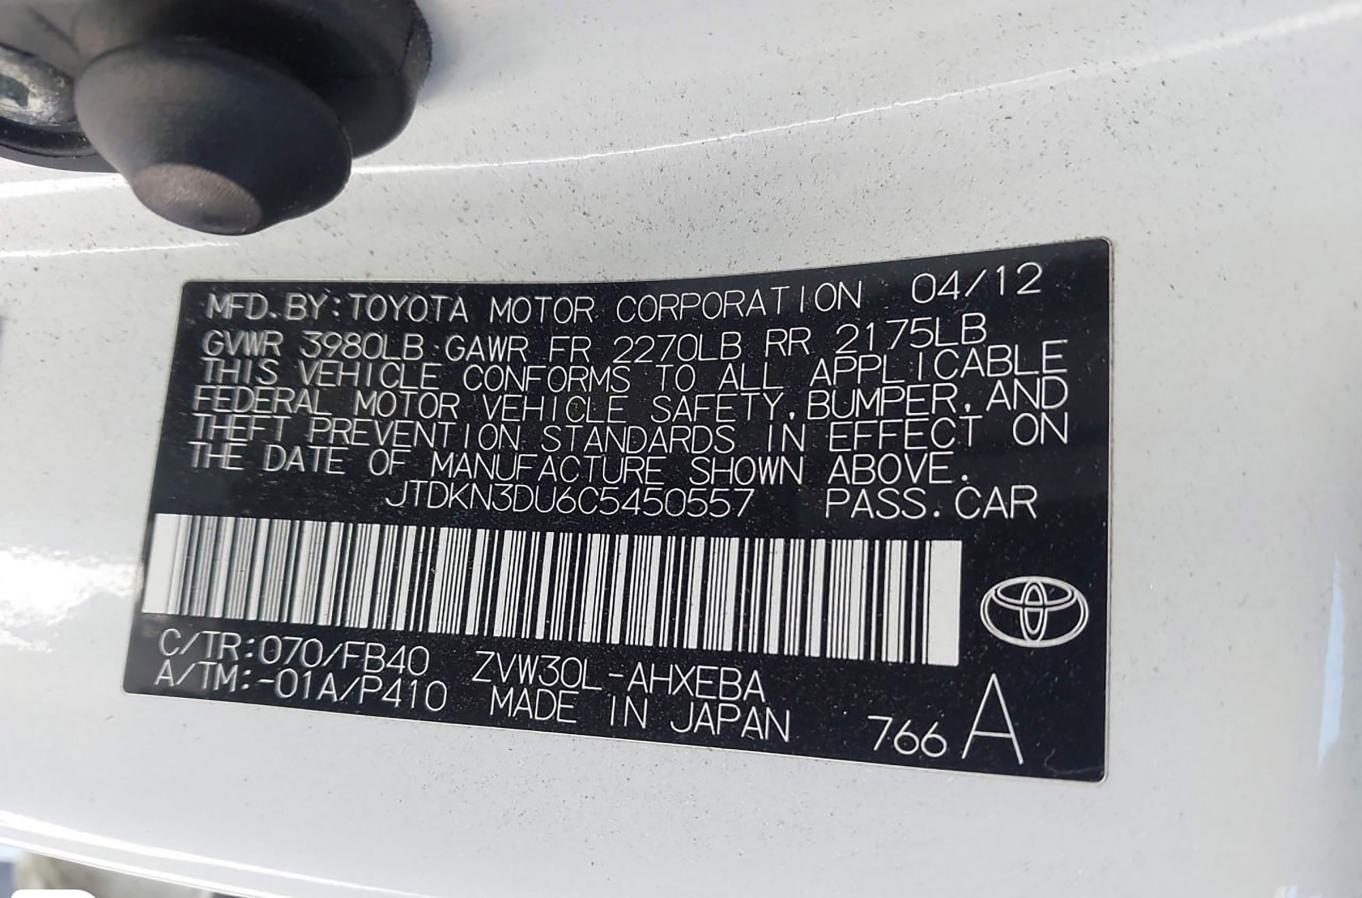 MFD. BY: TOYOTA MOTOR CORPORATION 04/12
GVWR 3980LB GAWR FR 2270LB RR 2175LB
THIS VEHICLE CONFORMS TO ALL APPLICABLE
FEDERAL MOTOR VEHICLE SAFETY, BUMPER, AND
THEFT PREVENTION STANDARDS IN EFFECT ON
THE DATE OF MANUFACTURE SHOWN ABOVE.
JTDKN3DU6C5450557 PASS. CAR
C/TR:070/FB40 ZVW30L-AHXEBA
A/TM:-01A/P410 MADE IN JAPAN 766 A